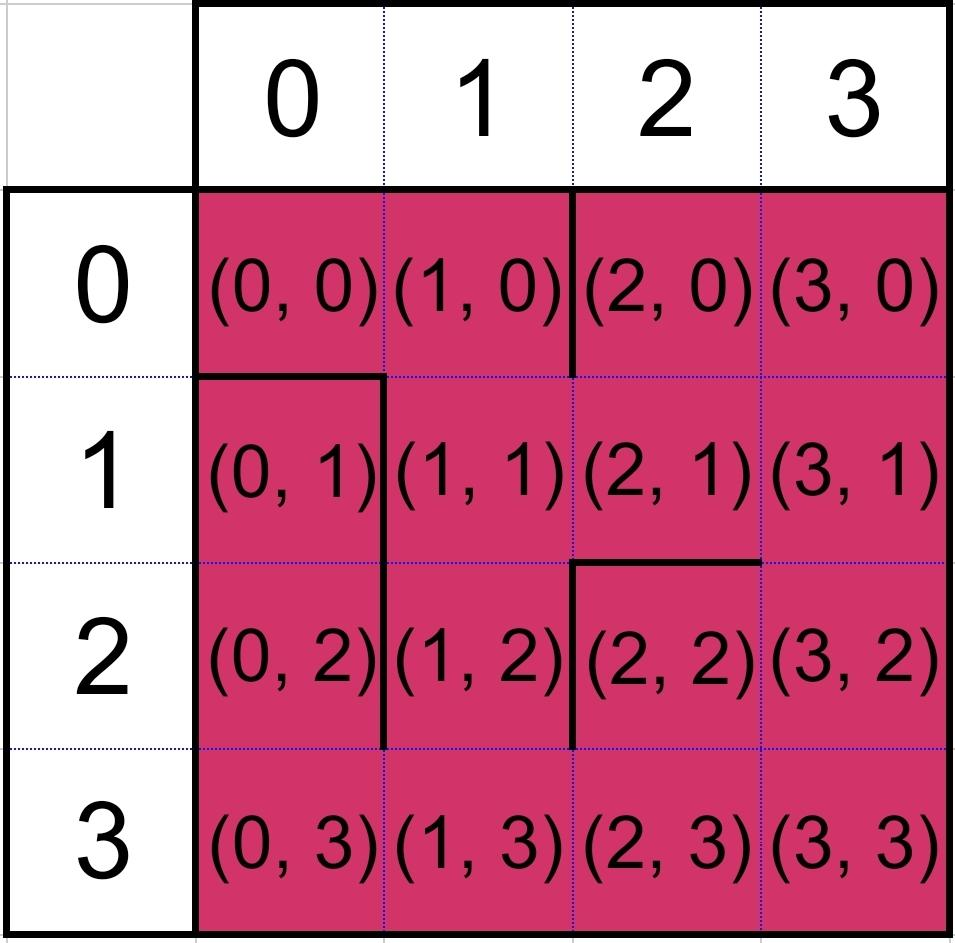 0 1 2 3
0 (0, 0) (1, 0) (2, 0) (3, 0)
1 (0, 1) (1, 1) (2, 1) (3, 1)
2 (0, 2) (1, 2) (2, 2) (3, 2)
3 (0, 3) (1, 3) (2, 3) (3, 3)